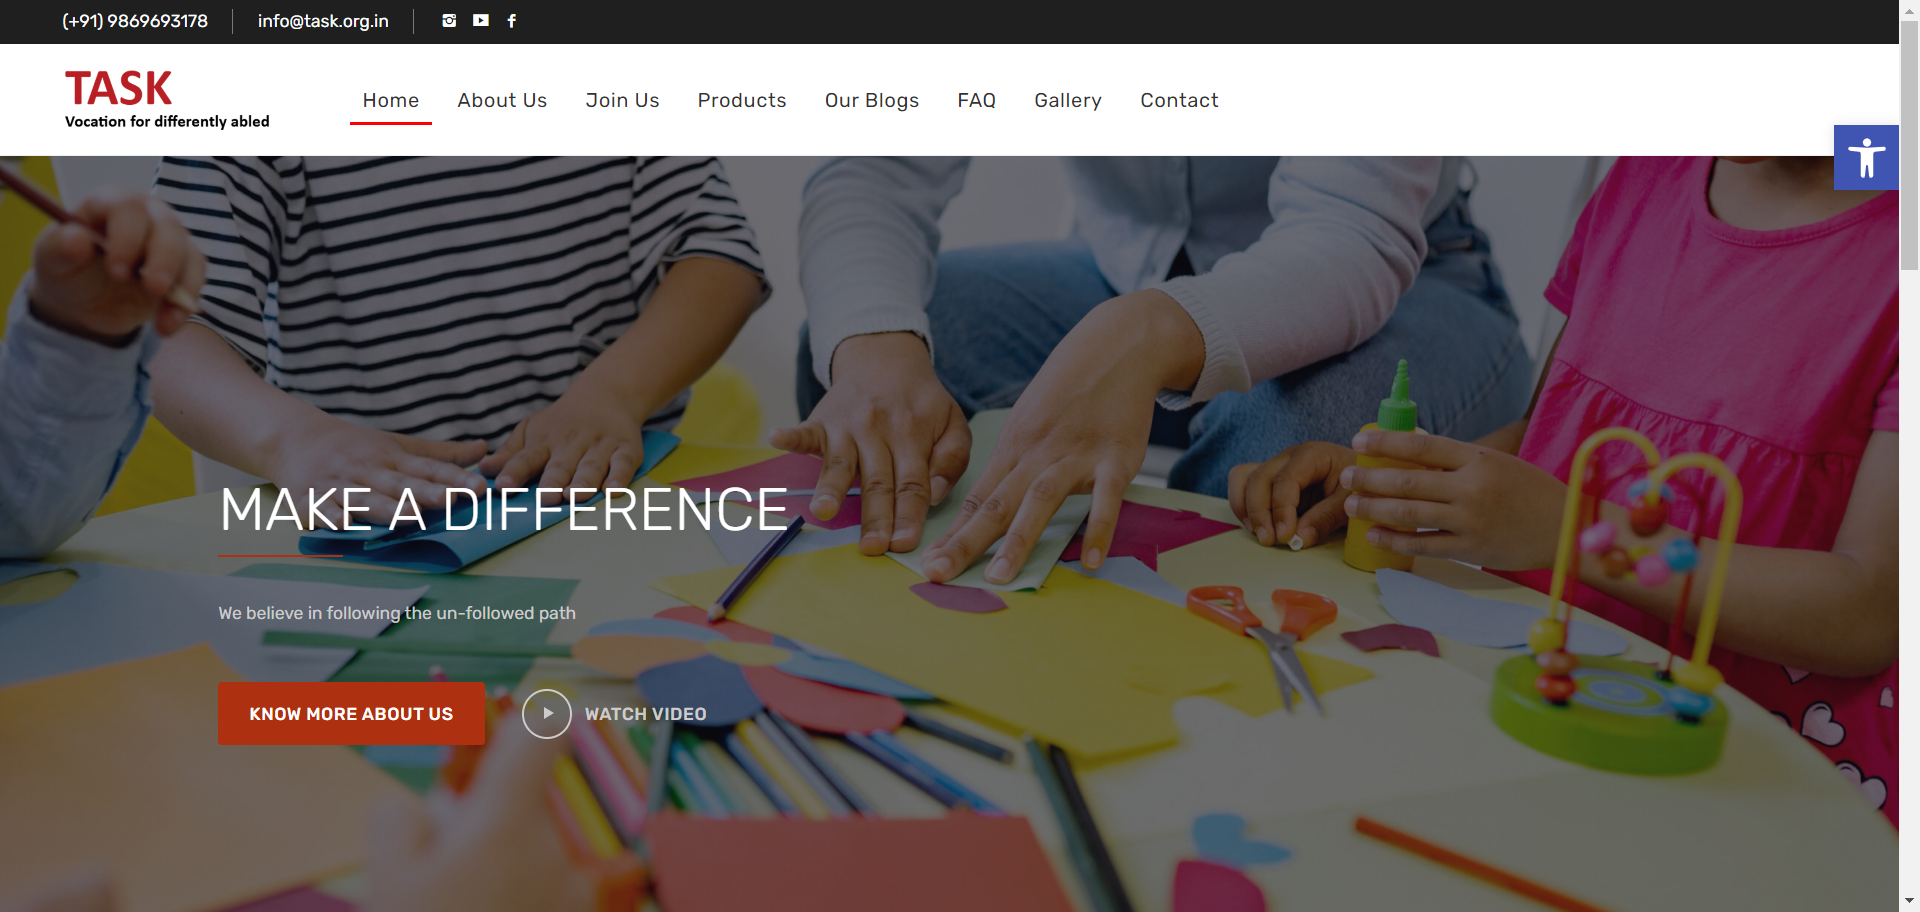 (+91) 9869693178
info@task.org.in
TASK
Vocation for differently abled
Home About Us Join Us Products Our Blogs FAQ Gallery Contact
MAKE A DIFFERENCE
We believe in following the un-followed path
KNOW MORE ABOUT US
WATCH VIDEO